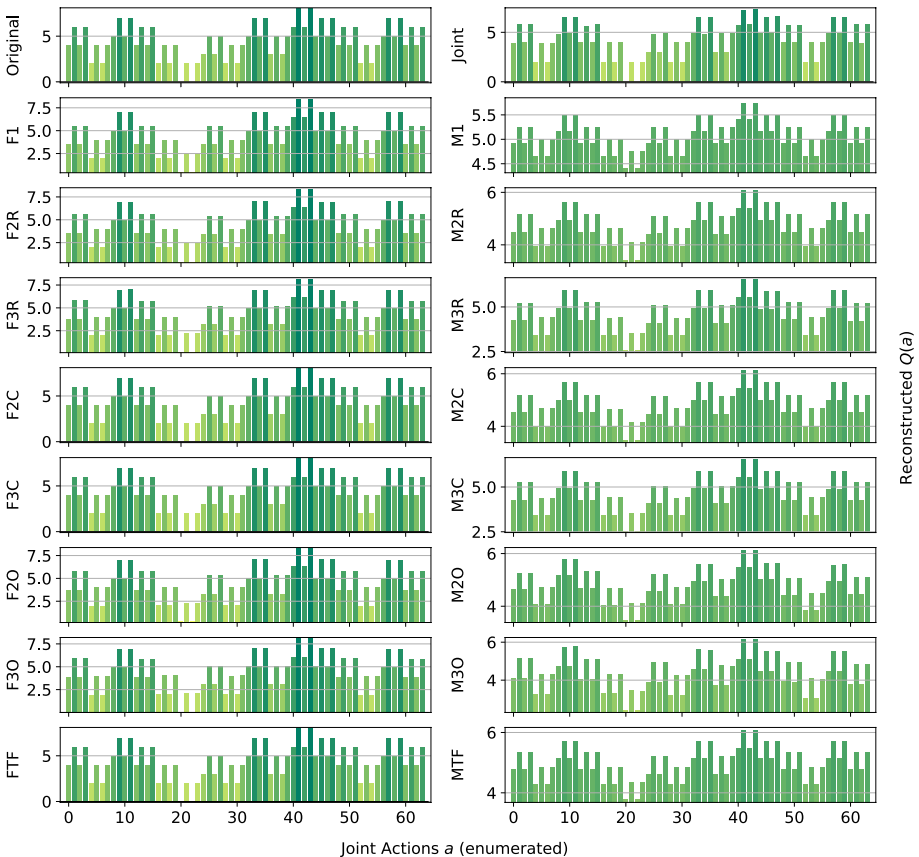 Original
5
0
Joint
5
0
F1
7.5
5.0
2.5
M1
5.5
5.0
4.5
F2R
7.5
5.0
2.5
M2R
6
4
F3R
7.5
5.0
2.5
M3R
5.0
2.5
F2C
5
0
M2C
6
4
F3C
5
0
M3C
5.0
2.5
F2O
7.5
5.0
2.5
M2O
6
4
F3O
7.5
5.0
2.5
M3O
6
4
FTF
5
0
MTF
6
4
0 10 20 30 40 50 60
0 10 20 30 40 50 60
Joint Actions a (enumerated)
Reconstructed Q(a)